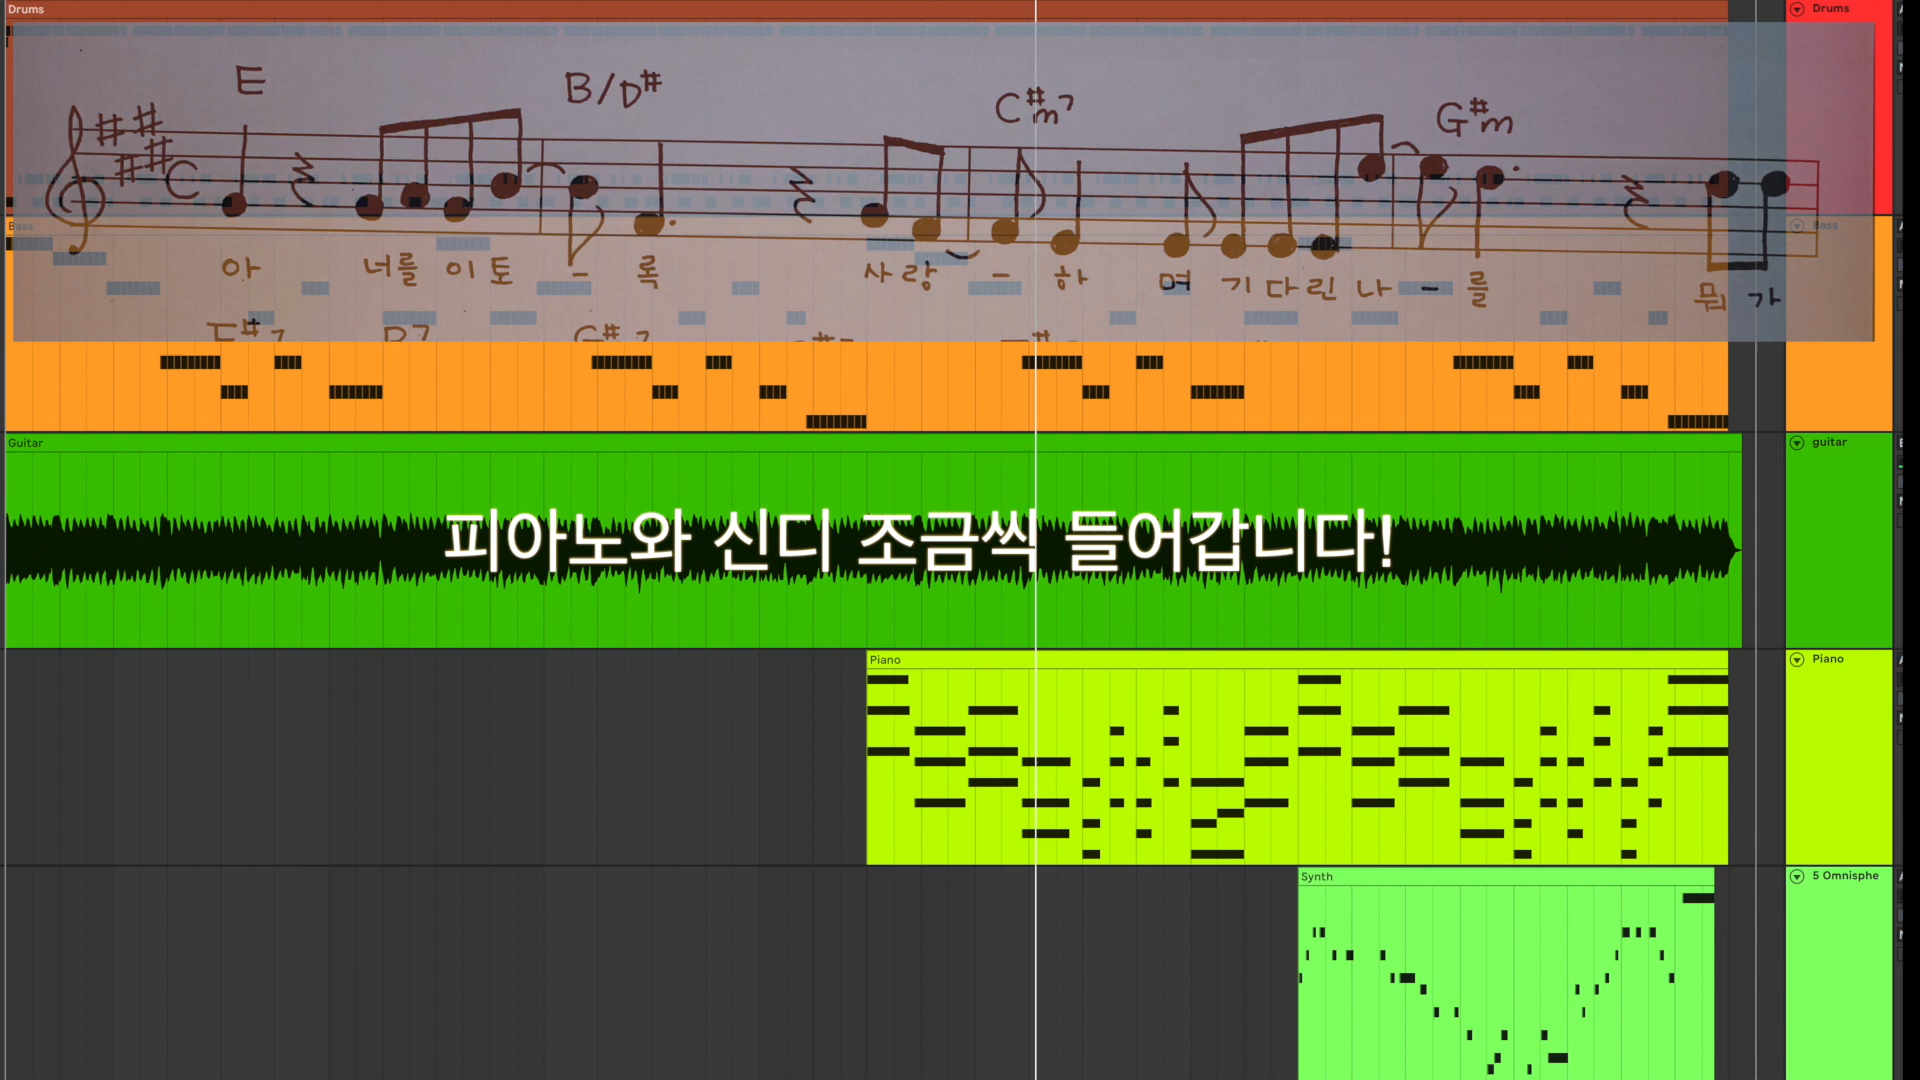 Drums
Drums
E B/D# C#m7 G#m
C
Bass
Bass
아 너를 이 토 - 록 사 랑 - 하 며 기 다 린 나 - 를 뭐 가
Guitar
guitar
피아노와 신디 조금씩 들어갑니다!
Piano
Piano
Synth
5 Omnisphe